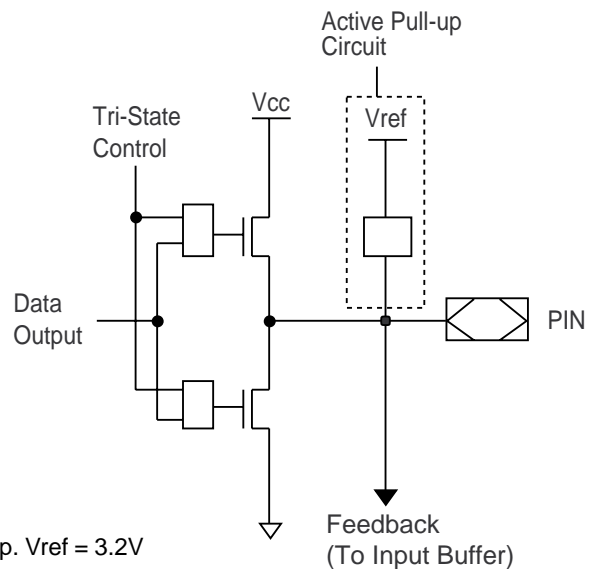 Active Pull-up
Circuit
Vcc
Vref
Tri-State
Control
Data
Output
PIN
Feedback
(To Input Buffer)
p. Vref = 3.2V